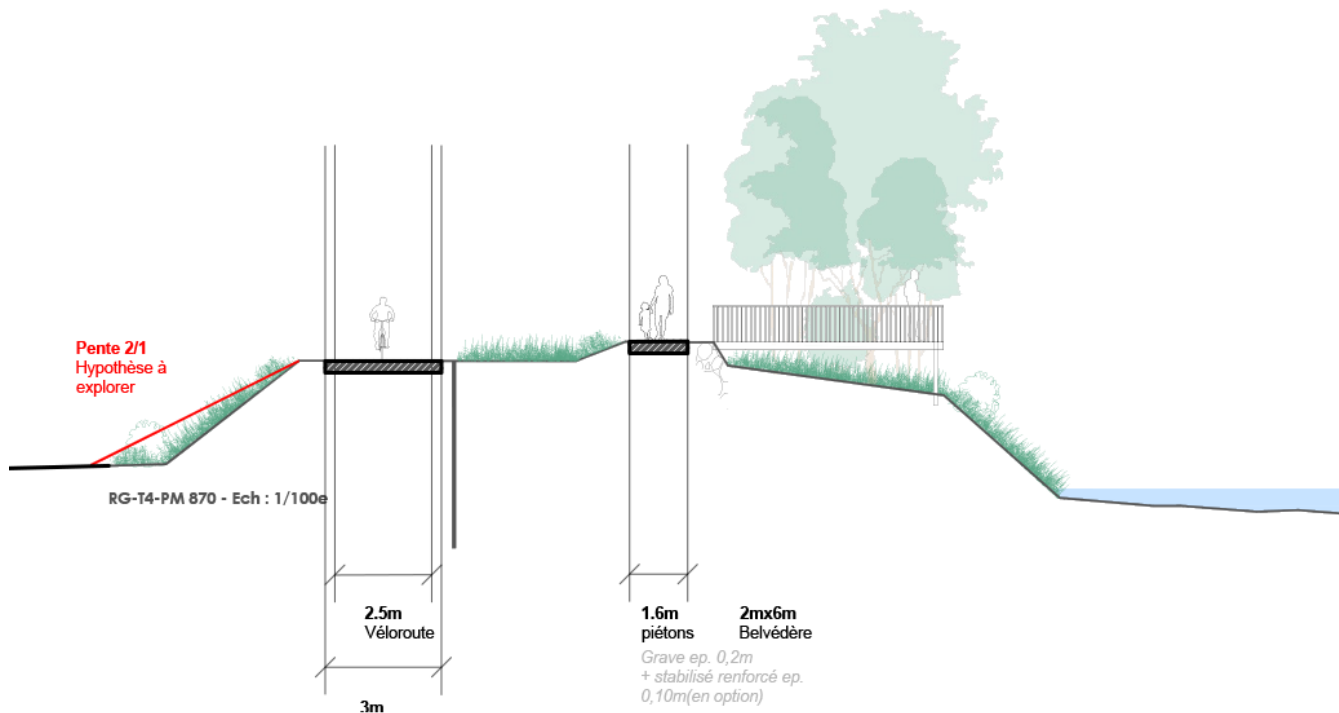 Pente 2/1
Hypothèse à
explorer
RG-T4-PM 870 - Ech : 1/100e
2.5m
Véloroute
1.6m
piétons
2mx6m
Belvédère
Grave ep. 0,2m
+ stabilisé renforcé ep.
0,10m(en option)
3m